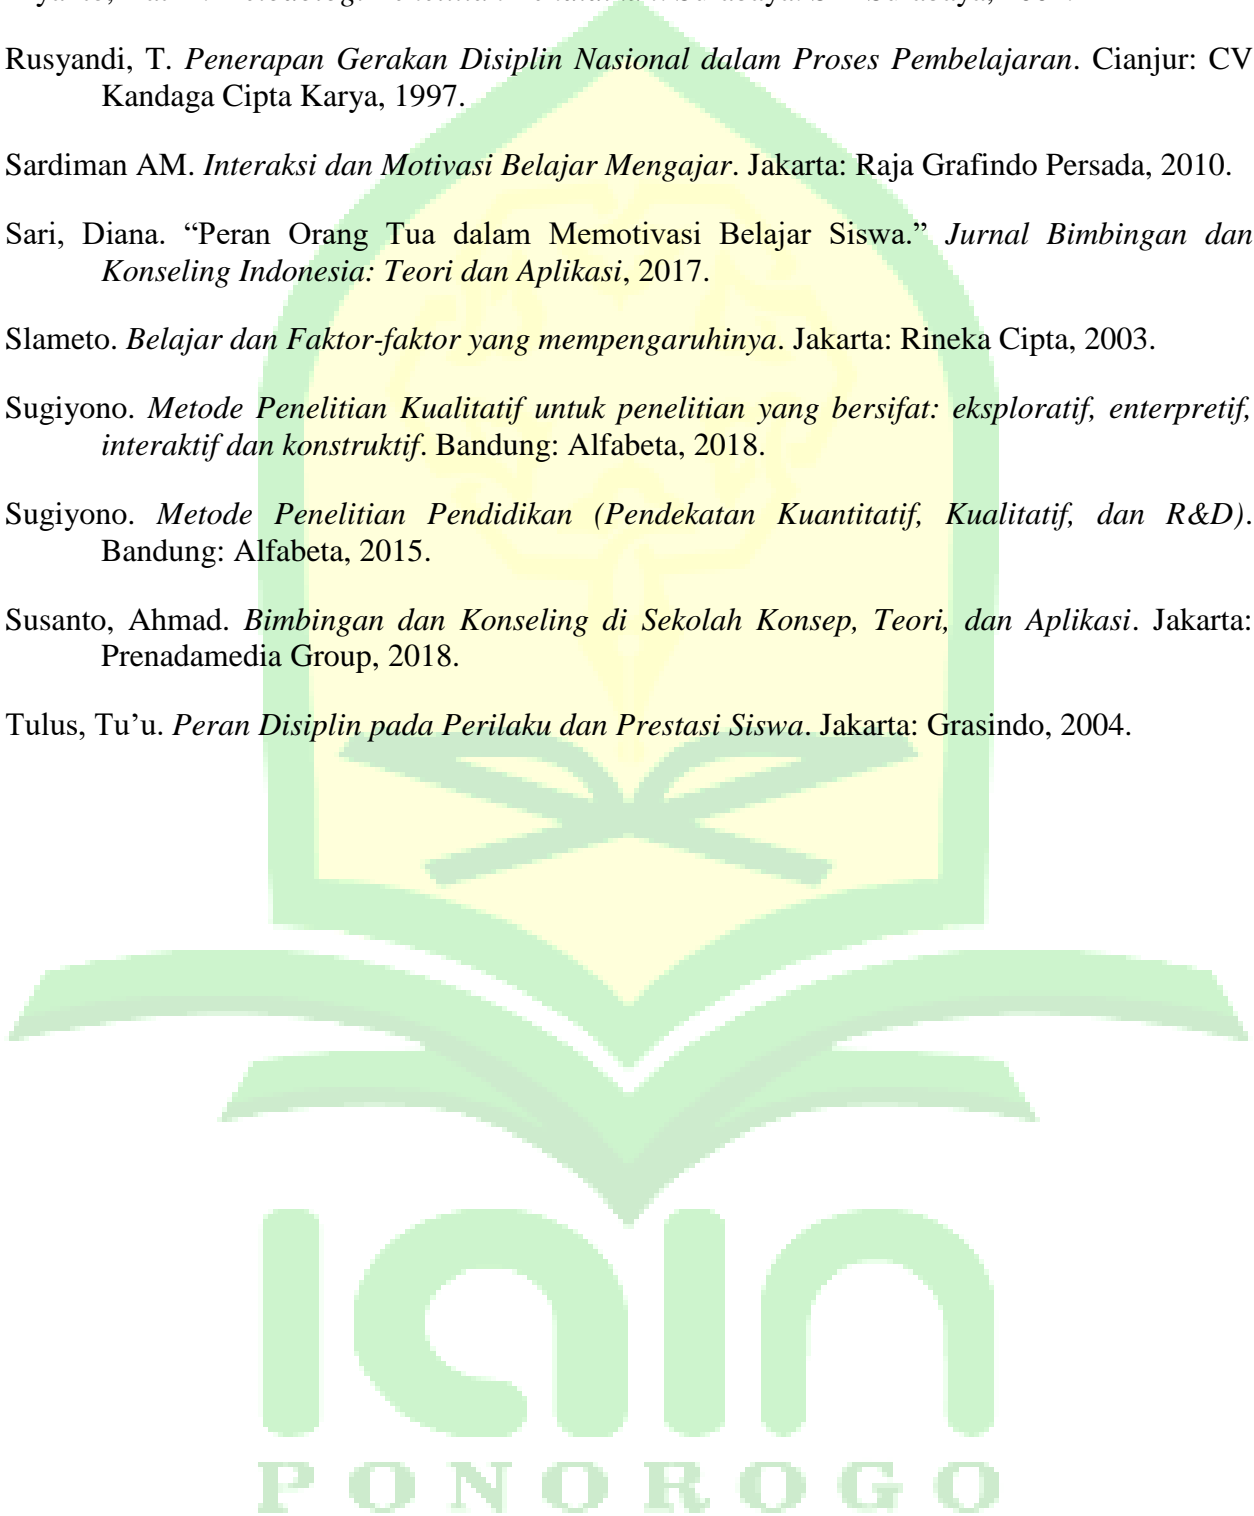 Rusyandi, T. Penerapan Gerakan Disiplin Nasional dalam Proses Pembelajaran. Cianjur: CV
Kandaga Cipta Karya, 1997.
Sardiman AM. Interaksi dan Motivasi Belajar Mengajar. Jakarta: Raja Grafindo Persada, 2010.
Sari, Diana. “Peran Orang Tua dalam Memotivasi Belajar Siswa.” Jurnal Bimbingan dan
Konseling Indonesia: Teori dan Aplikasi, 2017.
Slameto. Belajar dan Faktor-faktor yang mempengaruhinya. Jakarta: Rineka Cipta, 2003.
Sugiyono. Metode Penelitian Kualitatif untuk penelitian yang bersifat: eksploratif, enterpretif,
interaktif dan konstruktif. Bandung: Alfabeta, 2018.
Sugiyono. Metode Penelitian Pendidikan (Pendekatan Kuantitatif, Kualitatif, dan R&D).
Bandung: Alfabeta, 2015.
Susanto, Ahmad. Bimbingan dan Konseling di Sekolah Konsep, Teori, dan Aplikasi. Jakarta:
Prenadamedia Group, 2018.
Tulus, Tu’u. Peran Disiplin pada Perilaku dan Prestasi Siswa. Jakarta: Grasindo, 2004.
iain
PONOROGO